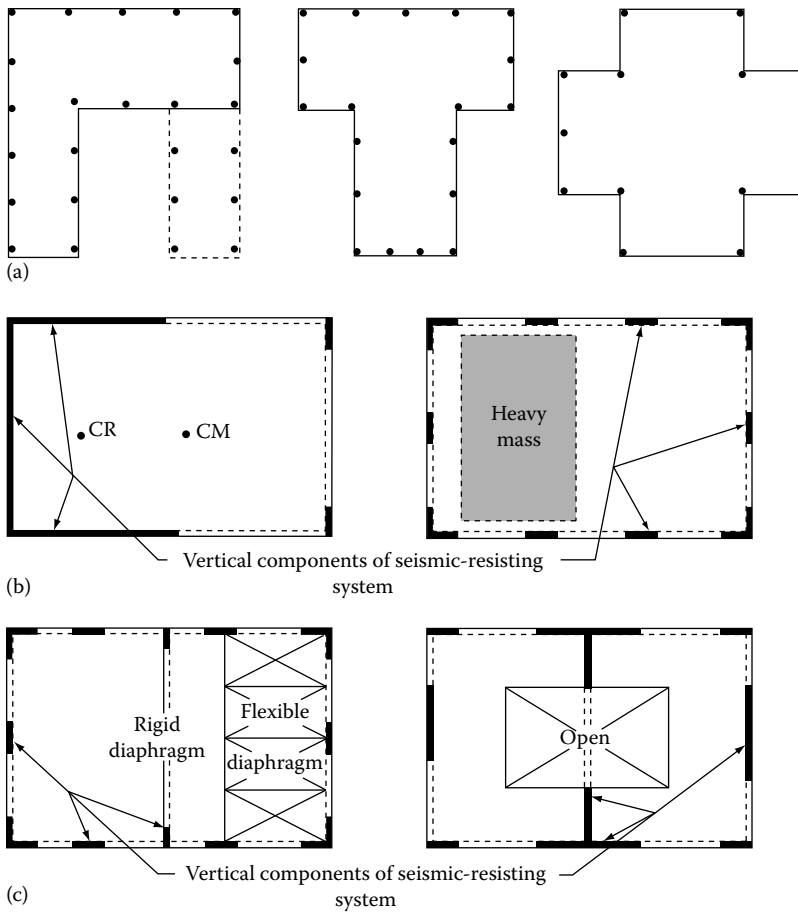 (a)
CR
CM
Heavy
mass
Vertical components of seismic-resisting
system
(b)
Rigid
diaphragm
Flexible
diaphragm
Open
Vertical components of seismic-resisting
system
(c)